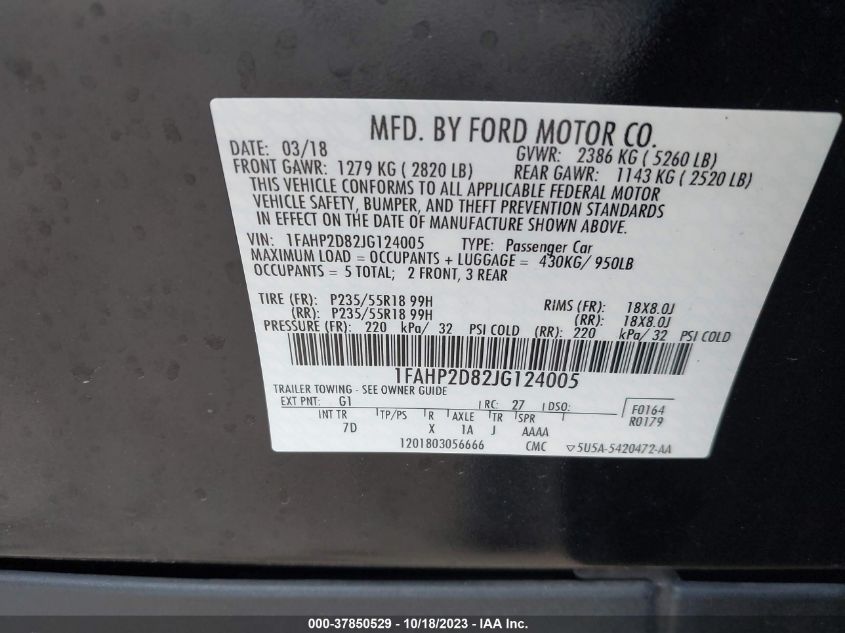 MFD. BY FORD MOTOR CO.
DATE: 03/18 GVWR: 2386 KG ( 5260 LB)
FRONT GAWR: 1279 KG ( 2820 LB) REAR GAWR: 1143 KG ( 2520 LB)
THIS VEHICLE CONFORMS TO ALL APPLICABLE FEDERAL MOTOR
VEHICLE SAFETY, BUMPER, AND THEFT PREVENTION STANDARDS
IN EFFECT ON THE DATE OF MANUFACTURE SHOWN ABOVE.
VIN: 1FAHP2D82JG124005 TYPE: Passenger Car
MAXIMUM LOAD = OCCUPANTS + LUGGAGE = 430KG/ 950LB
OCCUPANTS = 5 TOTAL; 2 FRONT, 3 REAR
TIRE (FR): P235/55R18 99H RIMS (FR): 18X8.0J
(RR): P235/55R18 99H (RR): 18X8.0J
PRESSURE (FR): 220 kPa/ 32 PSI COLD (RR): 220 kPa/ 32 PSI COLD
1FAHP2D82JG124005
TRAILER TOWING - SEE OWNER GUIDE
EXT PNT: G1 RC: 27 DSO: F0164
INT TR TP/PS R AXLE TR SPR R0179
7D X 1A J AAAA
1201803056666 CMC ▽5U5A-5420472-AA
000-37850529 - 10/18/2023 - IAA Inc.